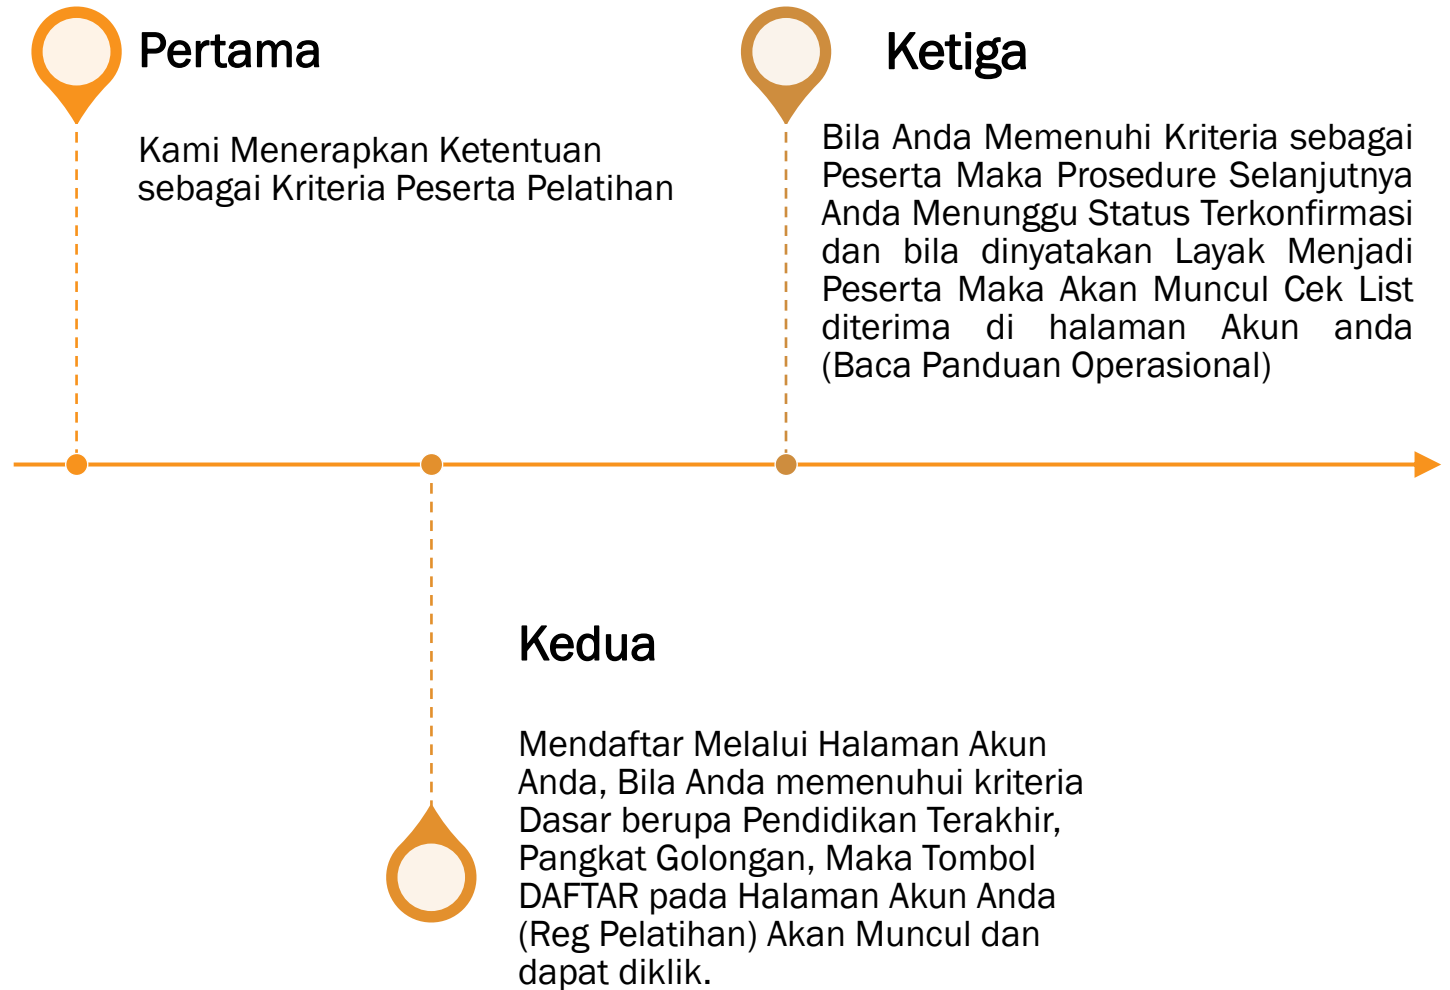 Pertama
Kami Menerapkan Ketentuan
sebagai Kriteria Peserta Pelatihan
Kedua
Mendaftar Melalui Halaman Akun
Anda, Bila Anda memenuhui kriteria
Dasar berupa Pendidikan Terakhir,
Pangkat Golongan, Maka Tombol
DAFTAR pada Halaman Akun Anda
(Reg Pelatihan) Akan Muncul dan
dapat diklik.
Ketiga
Bila Anda Memenuhi Kriteria sebagai
Peserta Maka Prosedure Selanjutnya
Anda Menunggu Status Terkonfirmasi
dan bila dinyatakan Layak Menjadi
Peserta Maka Akan Muncul Cek List
diterima di halaman Akun anda
(Baca Panduan Operasional)